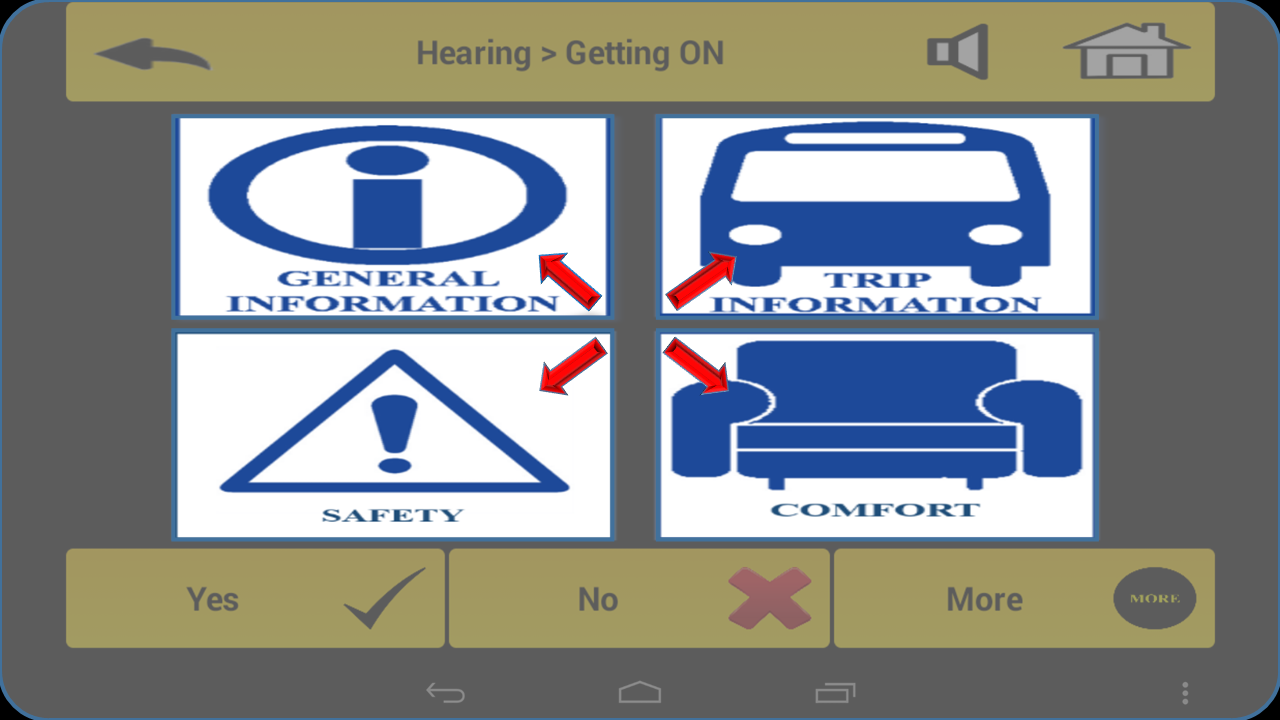 Hearing > Getting ON
GENERAL
INFORMATION
TRIP
INFORMATION
SAFETY
COMFORT
Yes
No
More
MORE